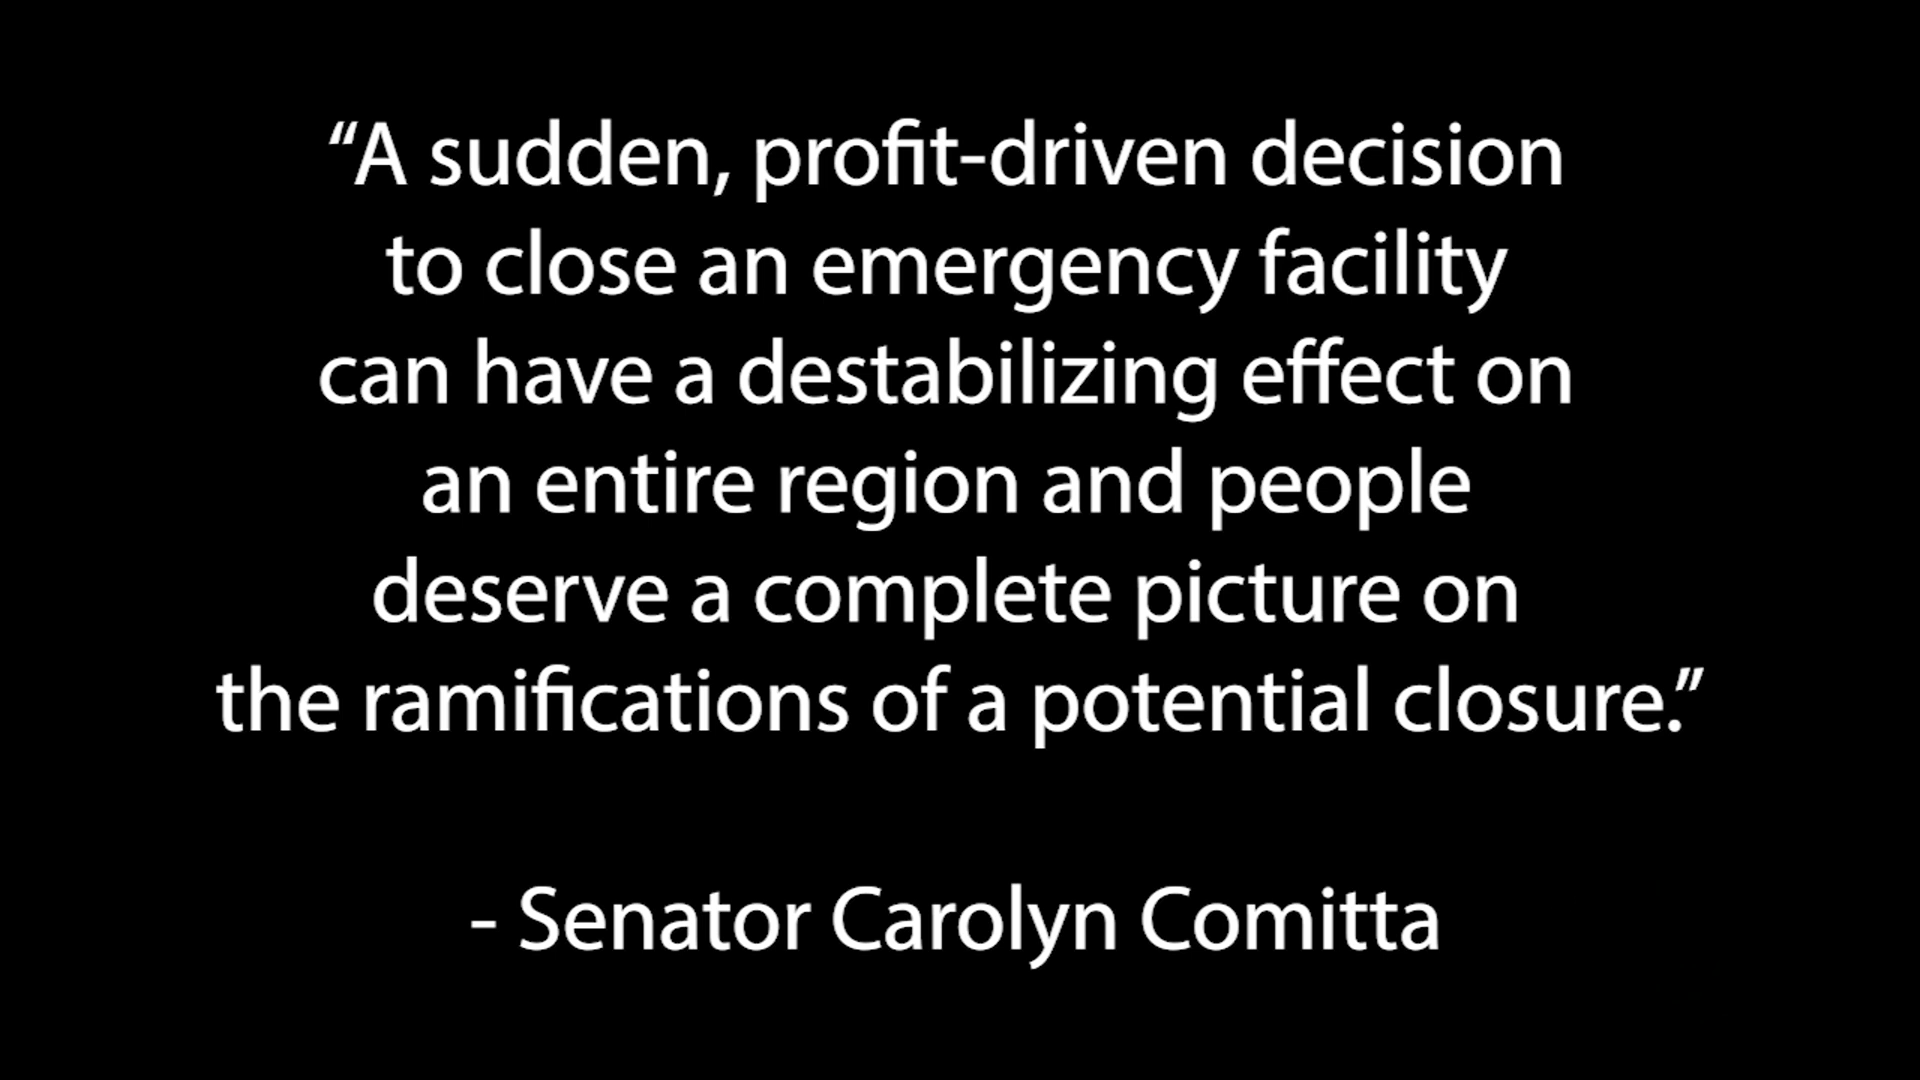 “A sudden, profit-driven decision
to close an emergency facility
can have a destabilizing effect on
an entire region and people
deserve a complete picture on
the ramifications of a potential closure.”
- Senator Carolyn Comitta